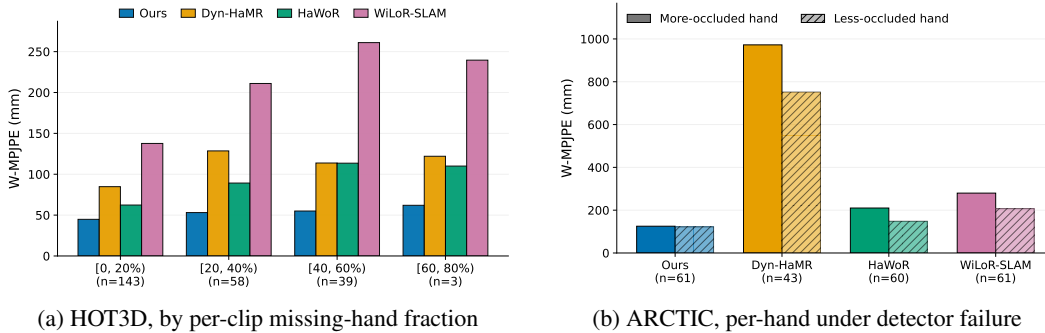 Ours Dyn-HaMR HaWoR WiLoR-SLAM
W-MPJPE (mm)
250
200
150
100
50
0
[0, 20%) [20, 40%) [40, 60%) [60, 80%)
(n=143) (n=58) (n=39) (n=3)
(a) HOT3D, by per-clip missing-hand fraction
More-occluded hand Less-occluded hand
W-MPJPE (mm)
1000
800
600
400
200
0
Ours Dyn-HaMR HaWoR WiLoR-SLAM
(n=61) (n=43) (n=60) (n=61)
(b) ARCTIC, per-hand under detector failure